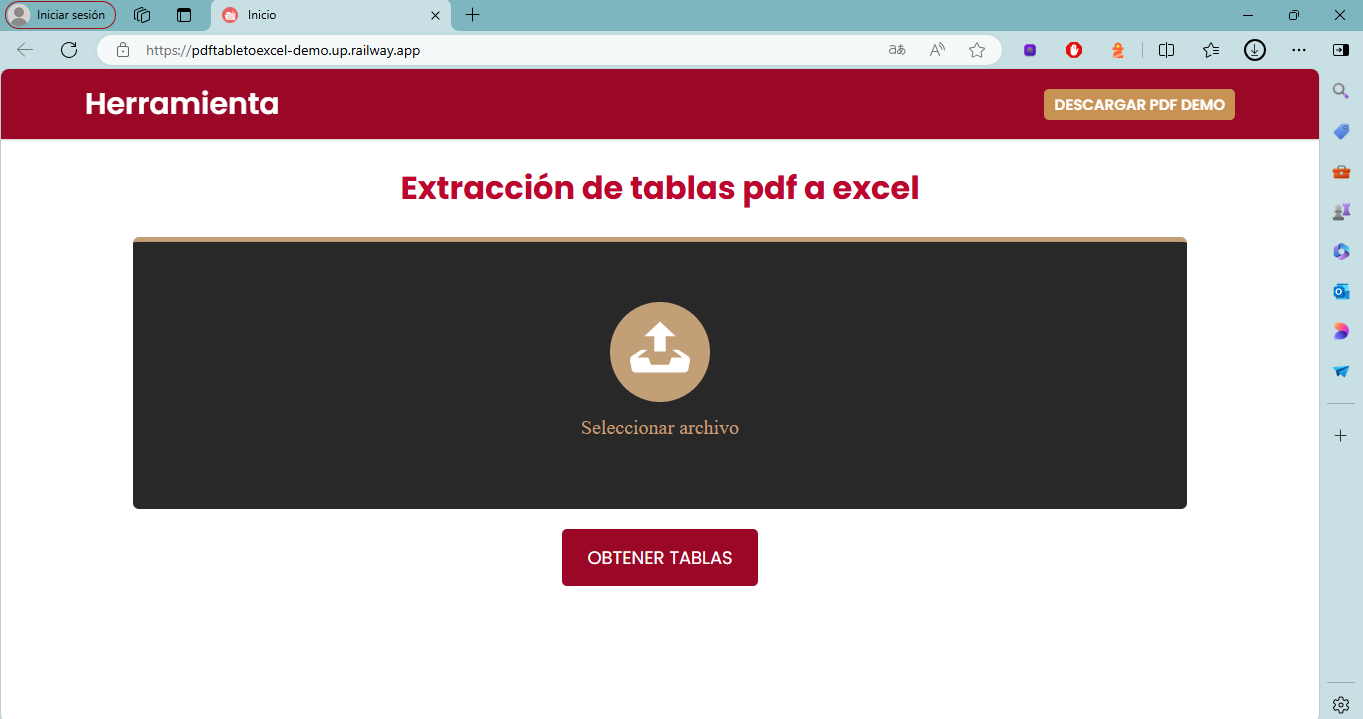 Iniciar sesión
Inicio
https://pdftabletoexcel-demo.up.railway.app
Herramienta
DESCARGAR PDF DEMO
Extracción de tablas pdf a excel
Seleccionar archivo
OBTENER TABLAS